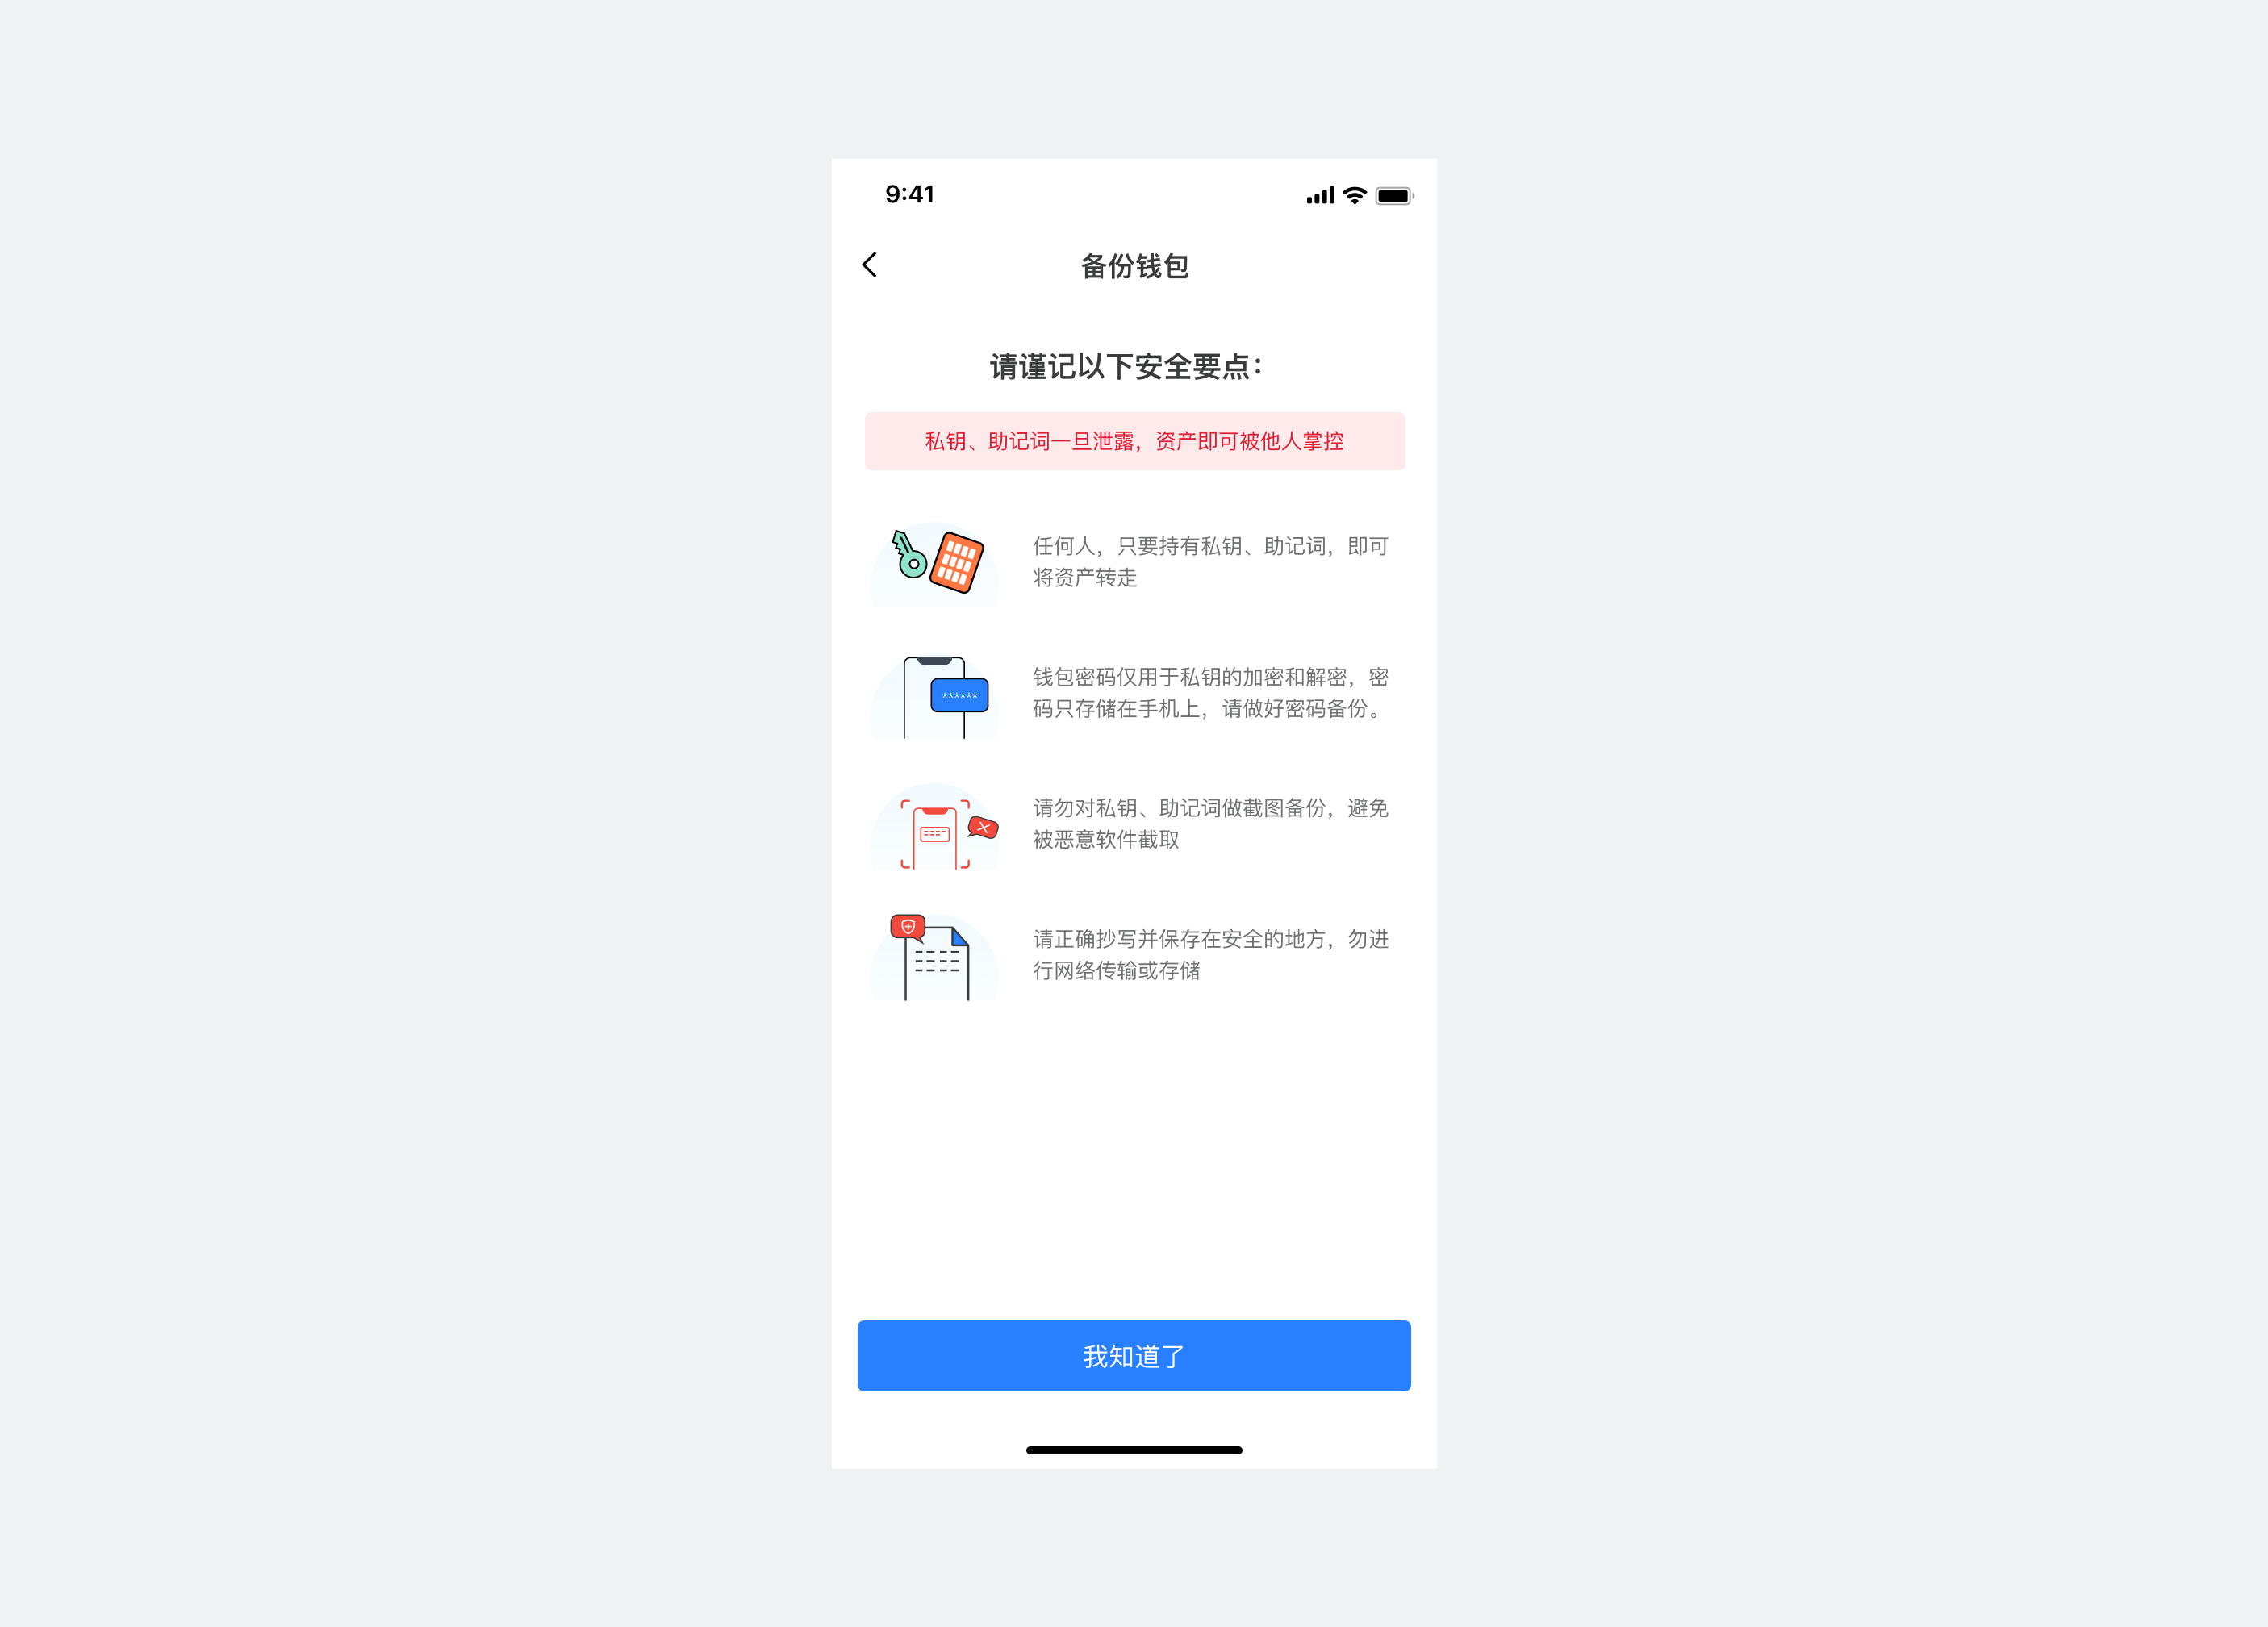 9:41
备份钱包
请谨记以下安全要点：
私钥、助记词一旦泄露，资产即可被他人掌控
任何人，只要持有私钥、助记词，即可
将资产转走
******
钱包密码仅用于私钥的加密和解密，密
码只存储在手机上，请做好密码备份。
请勿对私钥、助记词做截图备份，避免
被恶意软件截取
请正确抄写并保存在安全的地方，勿进
行网络传输或存储
我知道了